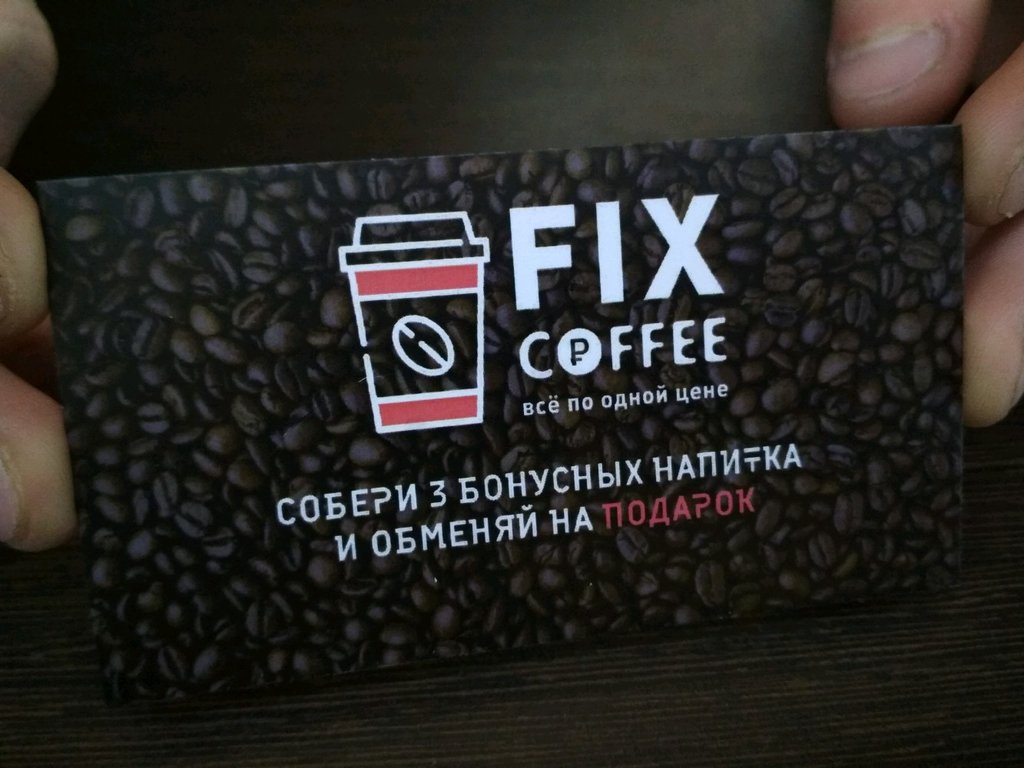 FIX
COFFEE
всё по одной цене
СОБЕРИ 3 БОНУСНЫХ НАПИТКА
И ОБМЕНЯЙ НА ПОДАРОК